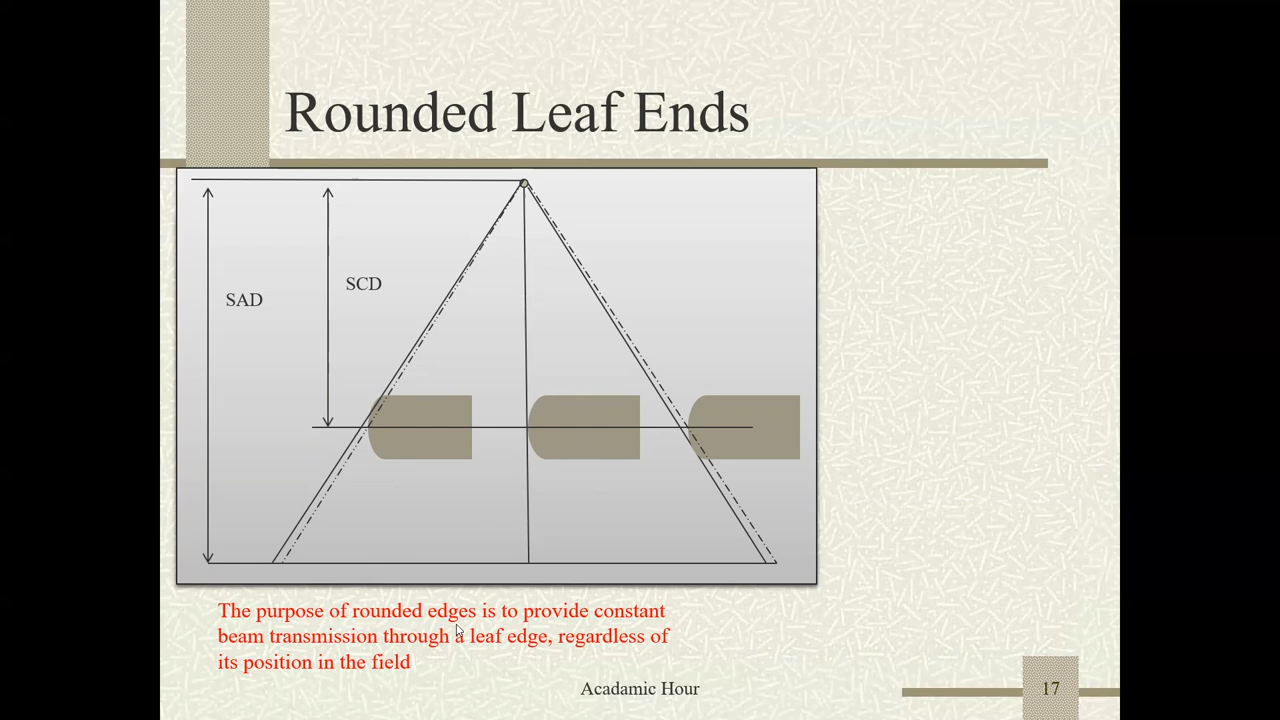 Rounded Leaf Ends
SCD
SAD
The purpose of rounded edges is to provide constant
beam transmission through a leaf edge, regardless of
its position in the field
Acadamic Hour
17